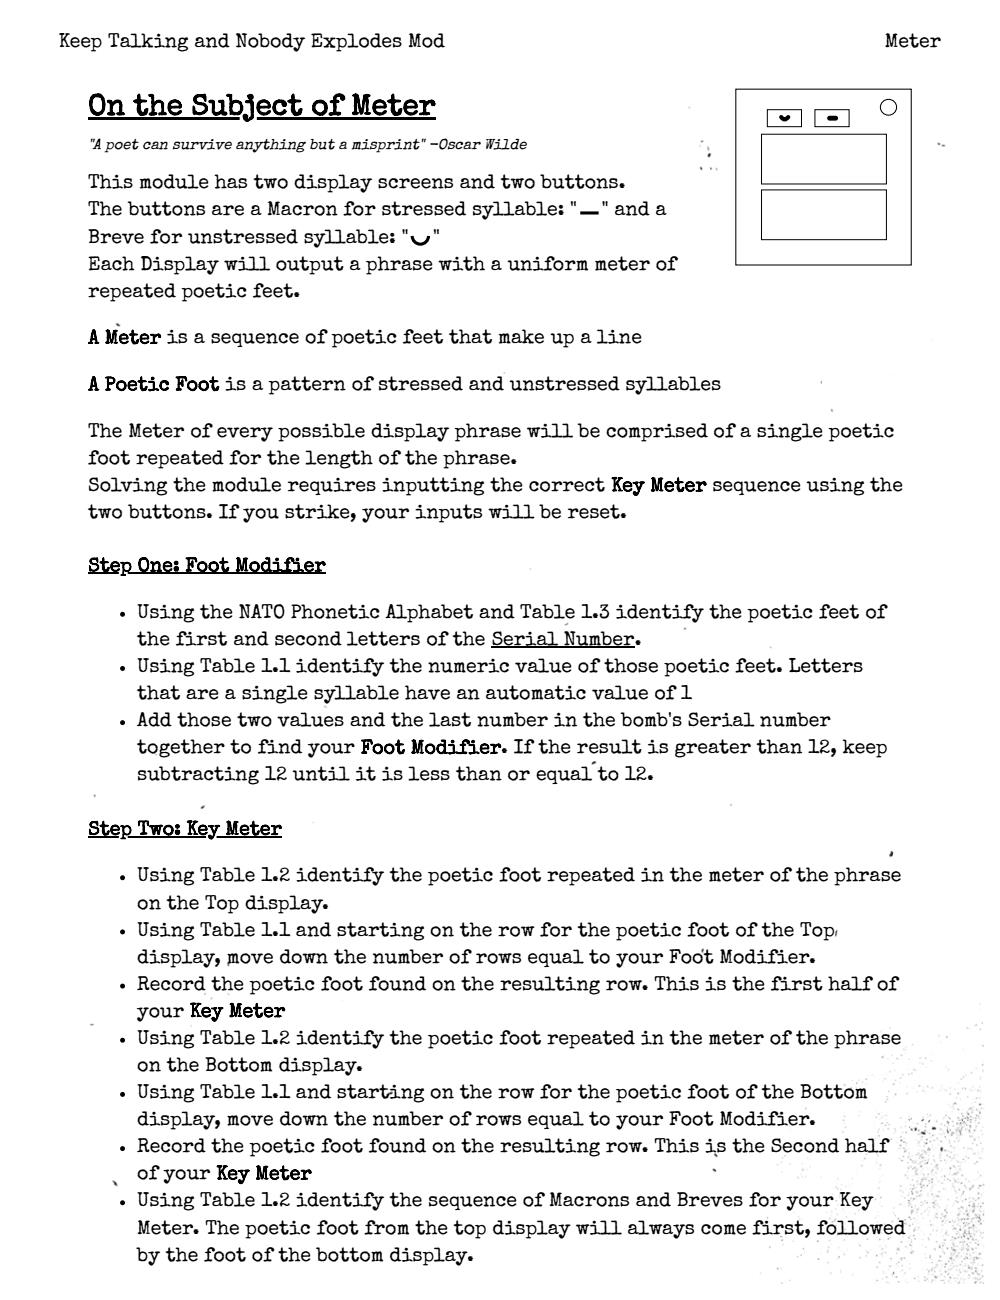 Keep Talking and Nobody Explodes Mod
Meter
On the Subject of Meter
"A poet can survive anything but a misprint" -Oscar Wilde
This module has two display screens and two buttons.
The buttons are a Macron for stressed syllable: "—" and a
Breve for unstressed syllable: "◡"
Each Display will output a phrase with a uniform meter of
repeated poetic feet.
A Meter is a sequence of poetic feet that make up a line
A Poetic Foot is a pattern of stressed and unstressed syllables
The Meter of every possible display phrase will be comprised of a single poetic
foot repeated for the length of the phrase.
Solving the module requires inputting the correct Key Meter sequence using the
two buttons. If you strike, your inputs will be reset.
Step One: Foot Modifier
• Using the NATO Phonetic Alphabet and Table 1.3 identify the poetic feet of
the first and second letters of the Serial Number.
• Using Table 1.1 identify the numeric value of those poetic feet. Letters
that are a single syllable have an automatic value of 1
• Add those two values and the last number in the bomb's Serial number
together to find your Foot Modifier. If the result is greater than 12, keep
subtracting 12 until it is less than or equal to 12.
Step Two: Key Meter
• Using Table 1.2 identify the poetic foot repeated in the meter of the phrase
on the Top display.
• Using Table 1.1 and starting on the row for the poetic foot of the Top
display, move down the number of rows equal to your Foot Modifier.
• Record the poetic foot found on the resulting row. This is the first half of
your Key Meter
• Using Table 1.2 identify the poetic foot repeated in the meter of the phrase
on the Bottom display.
• Using Table 1.1 and starting on the row for the poetic foot of the Bottom
display, move down the number of rows equal to your Foot Modifier.
• Record the poetic foot found on the resulting row. This is the Second half
of your Key Meter
• Using Table 1.2 identify the sequence of Macrons and Breves for your Key
Meter. The poetic foot from the top display will always come first, followed
by the foot of the bottom display.